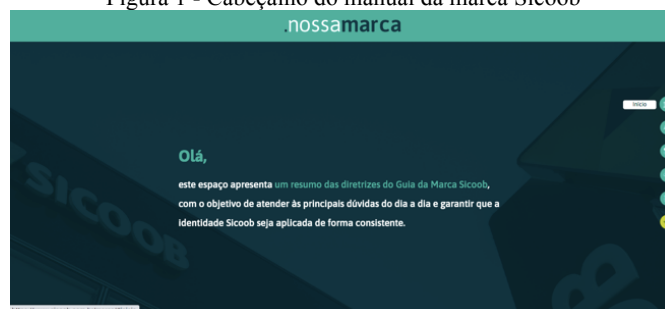 Figura 1 - Cabeçalho do manual da marca Sicoob
.nossamarca
Início
Olá,
este espaço apresenta um resumo das diretrizes do Guia da Marca Sicoob,
com o objetivo de atender às principais dúvidas do dia a dia e garantir que a
identidade Sicoob seja aplicada de forma consistente.
SICOOB
OB